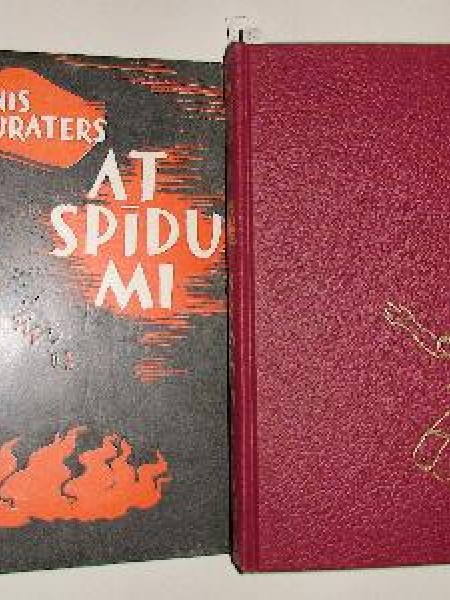 NIS
URATERS
AT
SPĪDU
MI